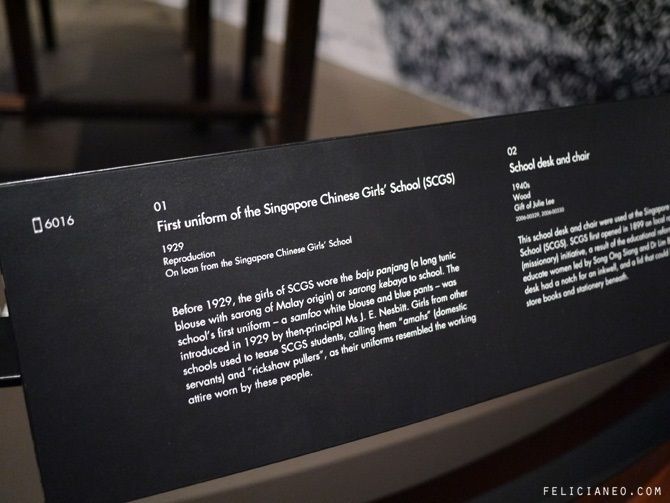 6016
01
First uniform of the Singapore Chinese Girls' School (SCGS)
1929
Reproduction
On loan from the Singapore Chinese Girls' School
Before 1929, the girls of SCGS wore the baju panjang (a long tunic
blouse with sarong of Malay origin) or sarong kebaya to school. The
school's first uniform – a samfoo white blouse and blue pants – was
introduced in 1929 by then-principal Ms J. E. Nesbitt. Girls from other
schools used to tease SCGS students, calling them "amahs" (domestic
servants) and "rickshaw pullers", as their uniforms resembled the working
attire worn by these people.
02
School desk and chair
1940s
Wood
Gift of Julie Lee
This school desk and chair were used at the Singapore
School (SCGS). SCGS first opened in 1899 on
(missionary) initiative, a result of the educational
educate women led by Song Ong Siang and Dr
desk had a notch for an inkwell, and a lid that could
store books and stationery beneath.
FELICIANEO.COM